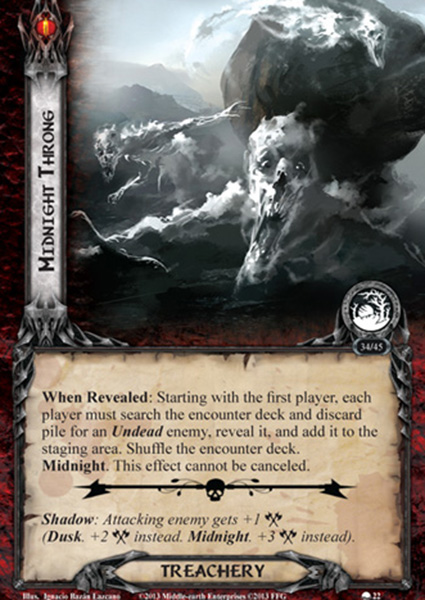 MIDNIGHT THRONG
34/45
When Revealed: Starting with the first player, each
player must search the encounter deck and discard
pile for an Undead enemy, reveal it, and add it to the
staging area. Shuffle the encounter deck.
Midnight. This effect cannot be canceled.
Shadow: Attacking enemy gets +1
(Dusk. +2 instead. Midnight. +3 instead).
TREACHERY
Illus. Ignacio Bazán Lazcano ©2013 Middle-earth Enterprises ©2013 FFG 22